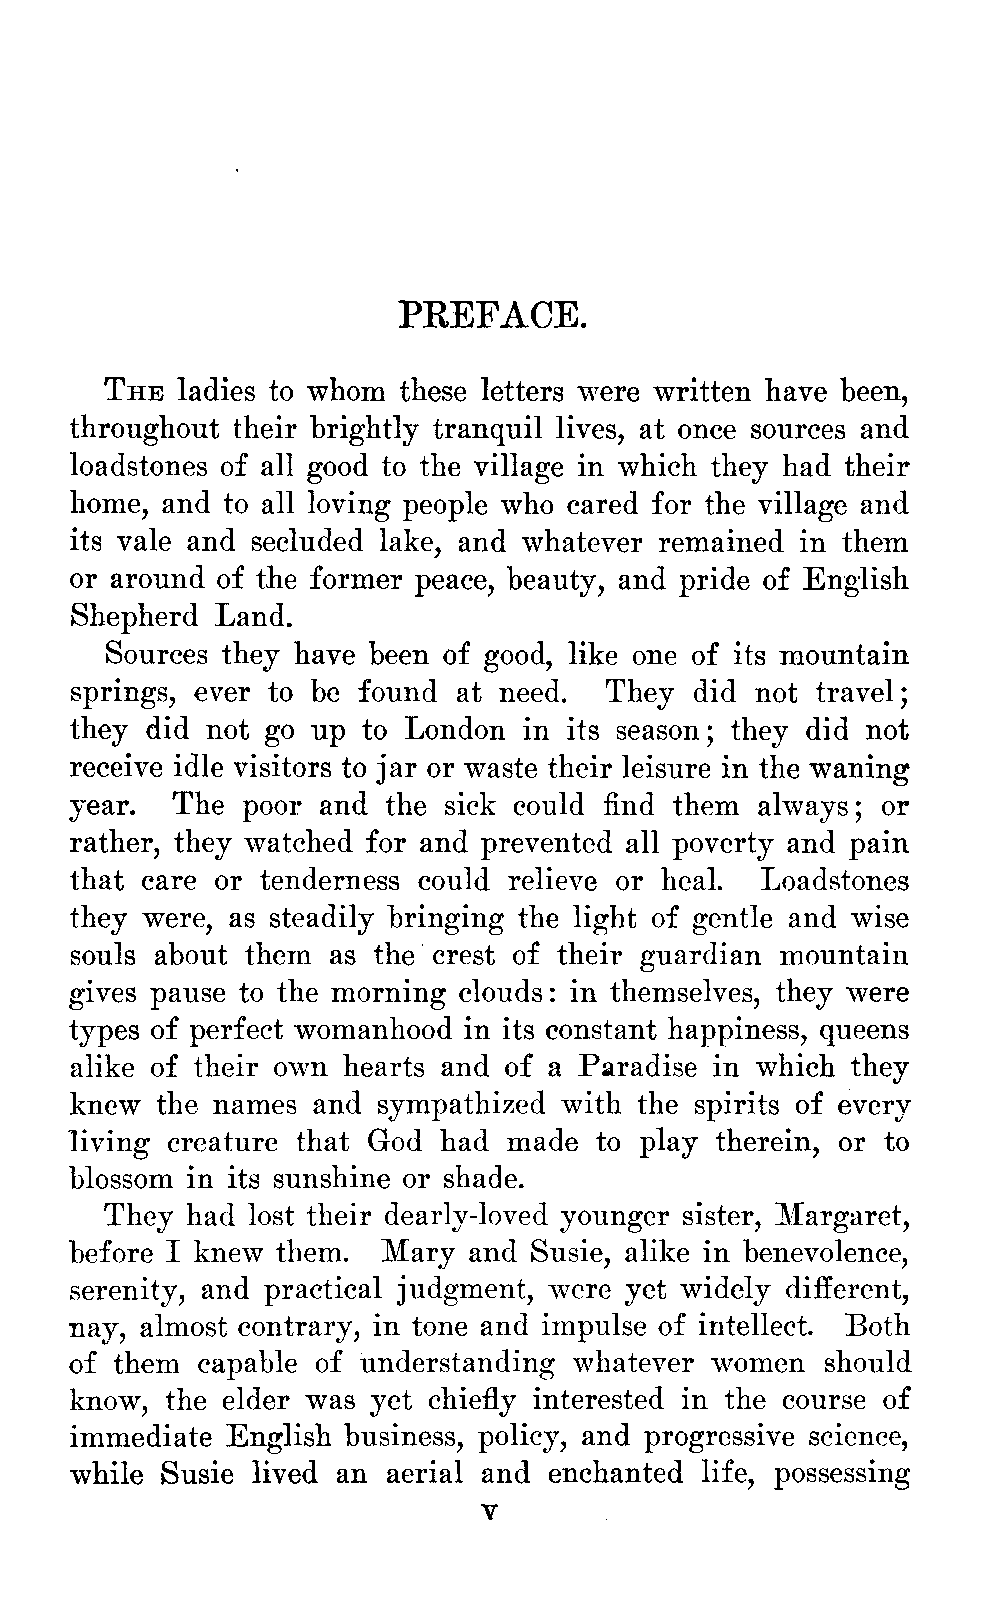 PREFACE.
THE ladies to whom these letters were written have been,
throughout their brightly tranquil lives, at once sources and
loadstones of all good to the village in which they had their
home, and to all loving people who cared for the village and
its vale and secluded lake, and whatever remained in them
or around of the former peace, beauty, and pride of English
Shepherd Land.
Sources they have been of good, like one of its mountain
springs, ever to be found at need. They did not travel;
they did not go up to London in its season; they did not
receive idle visitors to jar or waste their leisure in the waning
year. The poor and the sick could find them always; or
rather, they watched for and prevented all poverty and pain
that care or tenderness could relieve or heal. Loadstones
they were, as steadily bringing the light of gentle and wise
souls about them as the crest of their guardian mountain
gives pause to the morning clouds: in themselves, they were
types of perfect womanhood in its constant happiness, queens
alike of their own hearts and of a Paradise in which they
knew the names and sympathized with the spirits of every
living creature that God had made to play therein, or to
blossom in its sunshine or shade.
They had lost their dearly-loved younger sister, Margaret,
before I knew them. Mary and Susie, alike in benevolence,
serenity, and practical judgment, were yet widely different,
nay, almost contrary, in tone and impulse of intellect. Both
of them capable of understanding whatever women should
know, the elder was yet chiefly interested in the course of
immediate English business, policy, and progressive science,
while Susie lived an aerial and enchanted life, possessing
v